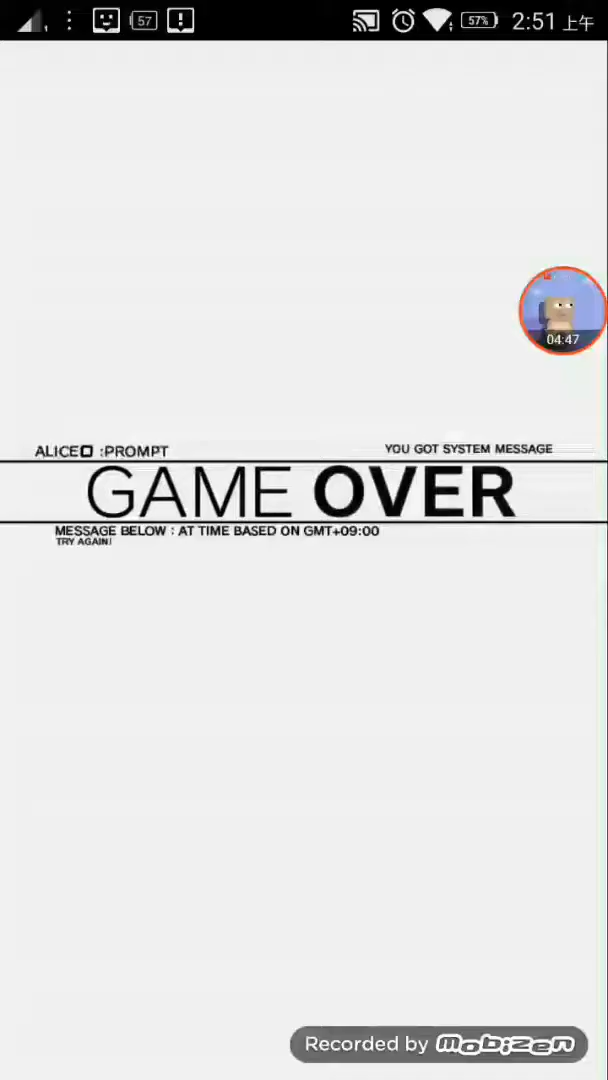 57 57% 2:51 上午
04:47
ALICE :PROMPT YOU GOT SYSTEM MESSAGE
GAME OVER
MESSAGE BELOW : AT TIME BASED ON GMT+09:00
TRY AGAIN!
Recorded by Mobizen